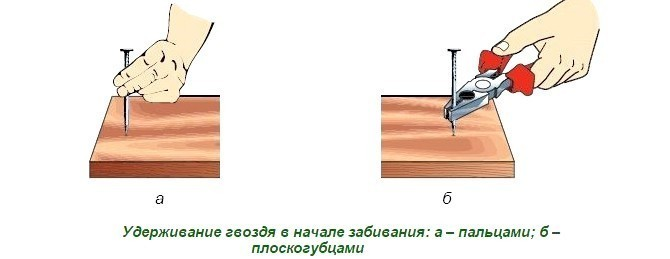 а
б
Удерживание гвоздя в начале забивания: а – пальцами; б –
плоскогубцами